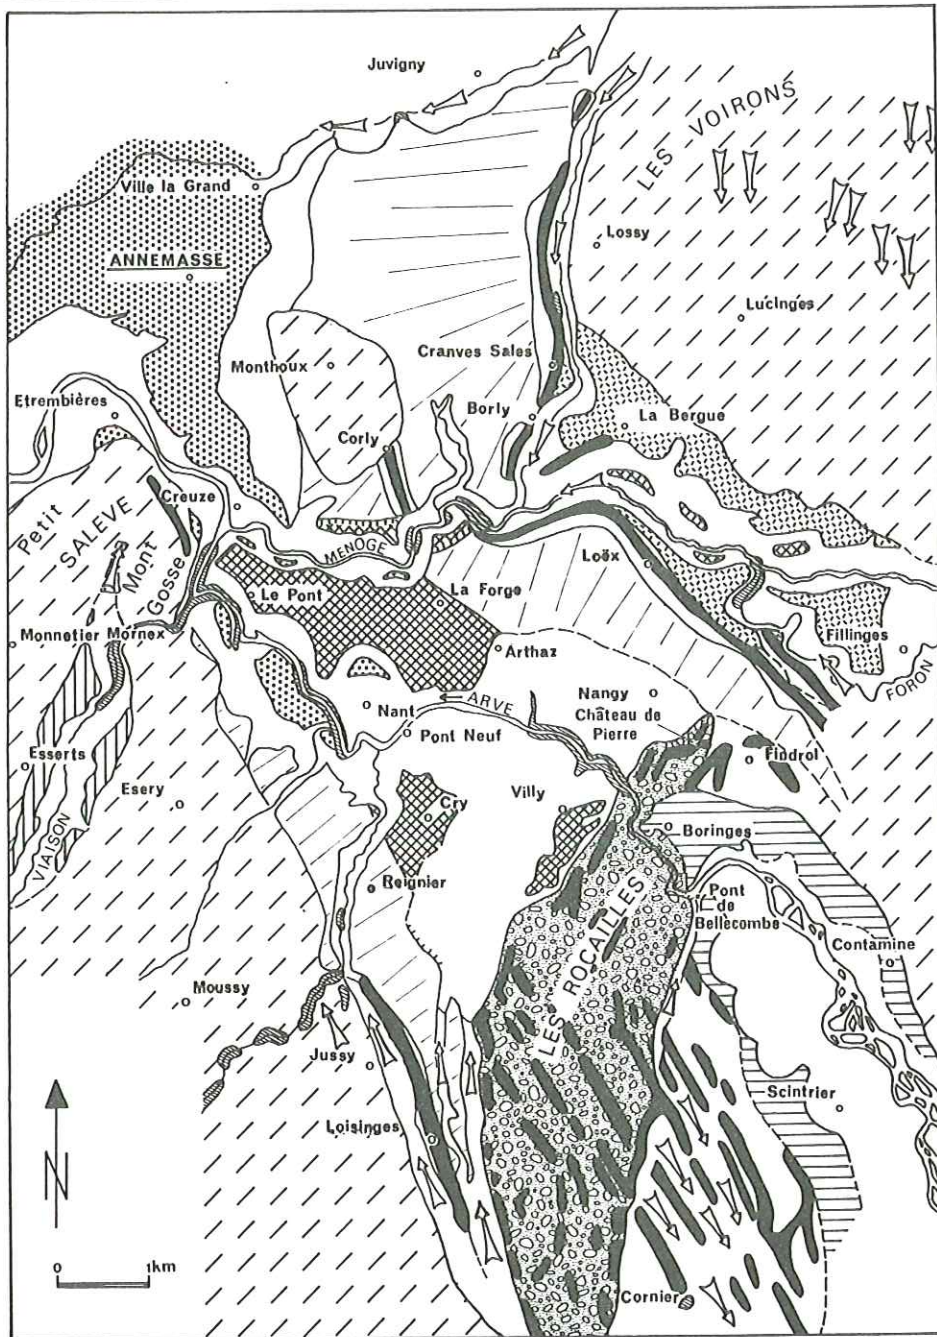 Juvigny
LES VOIRONS
Ville la Grand
Lossy
ANNEMASSE
Lucinges
Monthoux
Cranves Sales
Etrembières
Borly
La Bergue
Corly
Creuze
Petit
SALÈVE
MENOGE
Mont
Gosse
Loëx
Le Pont
La Forge
Monnetier Mornex
Fillinges
Arthaz
FORON
ARVE
Nangy
Nant
Château de
Pierre
Pont Neuf
Findrol
Esserts
Esery
Villy
Cry
Boringes
VIAISON
Reignier
Pont
de
Bellecombe
LES ROCAILLES
Contamine
Moussy
Jussy
Scintrier
Loisinges
N
0 1km
Cornier